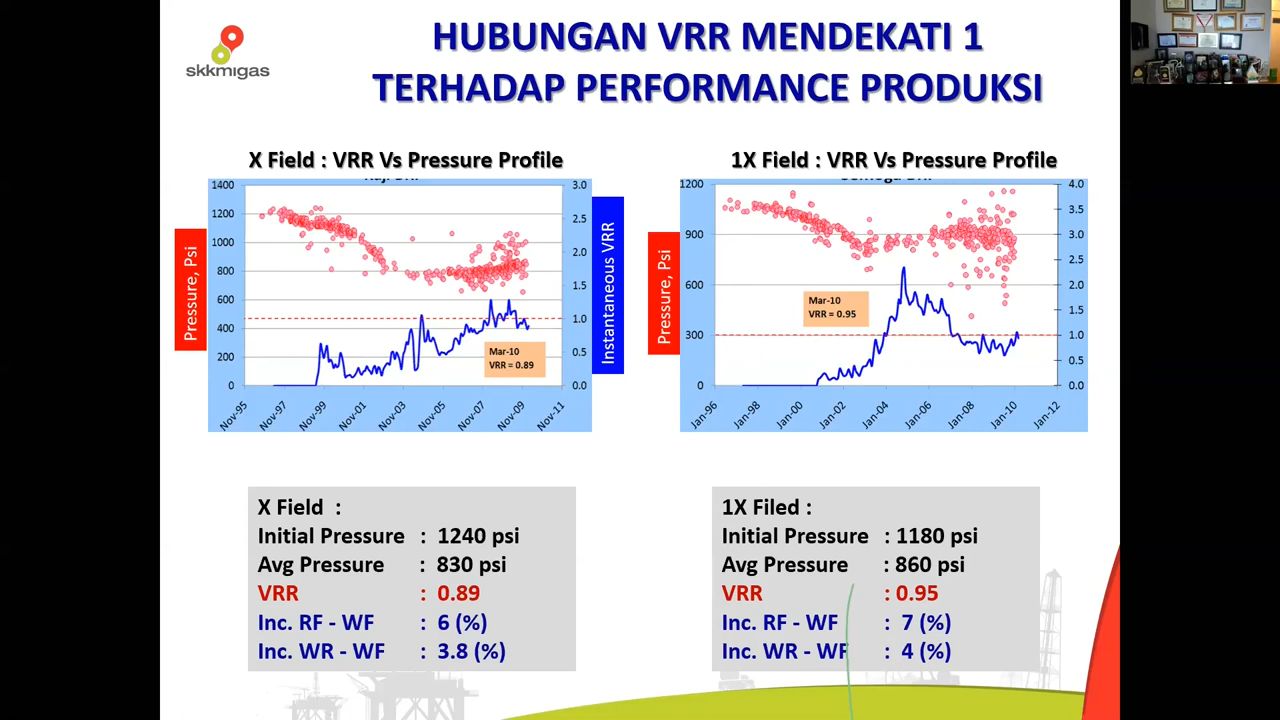 HUBUNGAN VRR MENDEKATI 1
TERHADAP PERFORMANCE PRODUKSI
skkmigas
X Field : VRR Vs Pressure Profile
1400
1200
1000
800
600
400
200
0
3.0
2.5
2.0
1.5
1.0
0.5
0.0
Pressure, Psi
Instantaneous VRR
Mar-10
VRR = 0.89
Nov-95
Nov-97
Nov-99
Nov-01
Nov-03
Nov-05
Nov-07
Nov-09
Nov-11
1X Field : VRR Vs Pressure Profile
1200
900
600
300
0
4.0
3.5
3.0
2.5
2.0
1.5
1.0
0.5
0.0
Pressure, Psi
Mar-10
VRR = 0.95
Jan-96
Jan-98
Jan-00
Jan-02
Jan-04
Jan-06
Jan-08
Jan-10
Jan-12
X Field :
Initial Pressure : 1240 psi
Avg Pressure : 830 psi
VRR : 0.89
Inc. RF - WF : 6 (%)
Inc. WR - WF : 3.8 (%)
1X Filed :
Initial Pressure : 1180 psi
Avg Pressure : 860 psi
VRR : 0.95
Inc. RF - WF : 7 (%)
Inc. WR - WF : 4 (%)